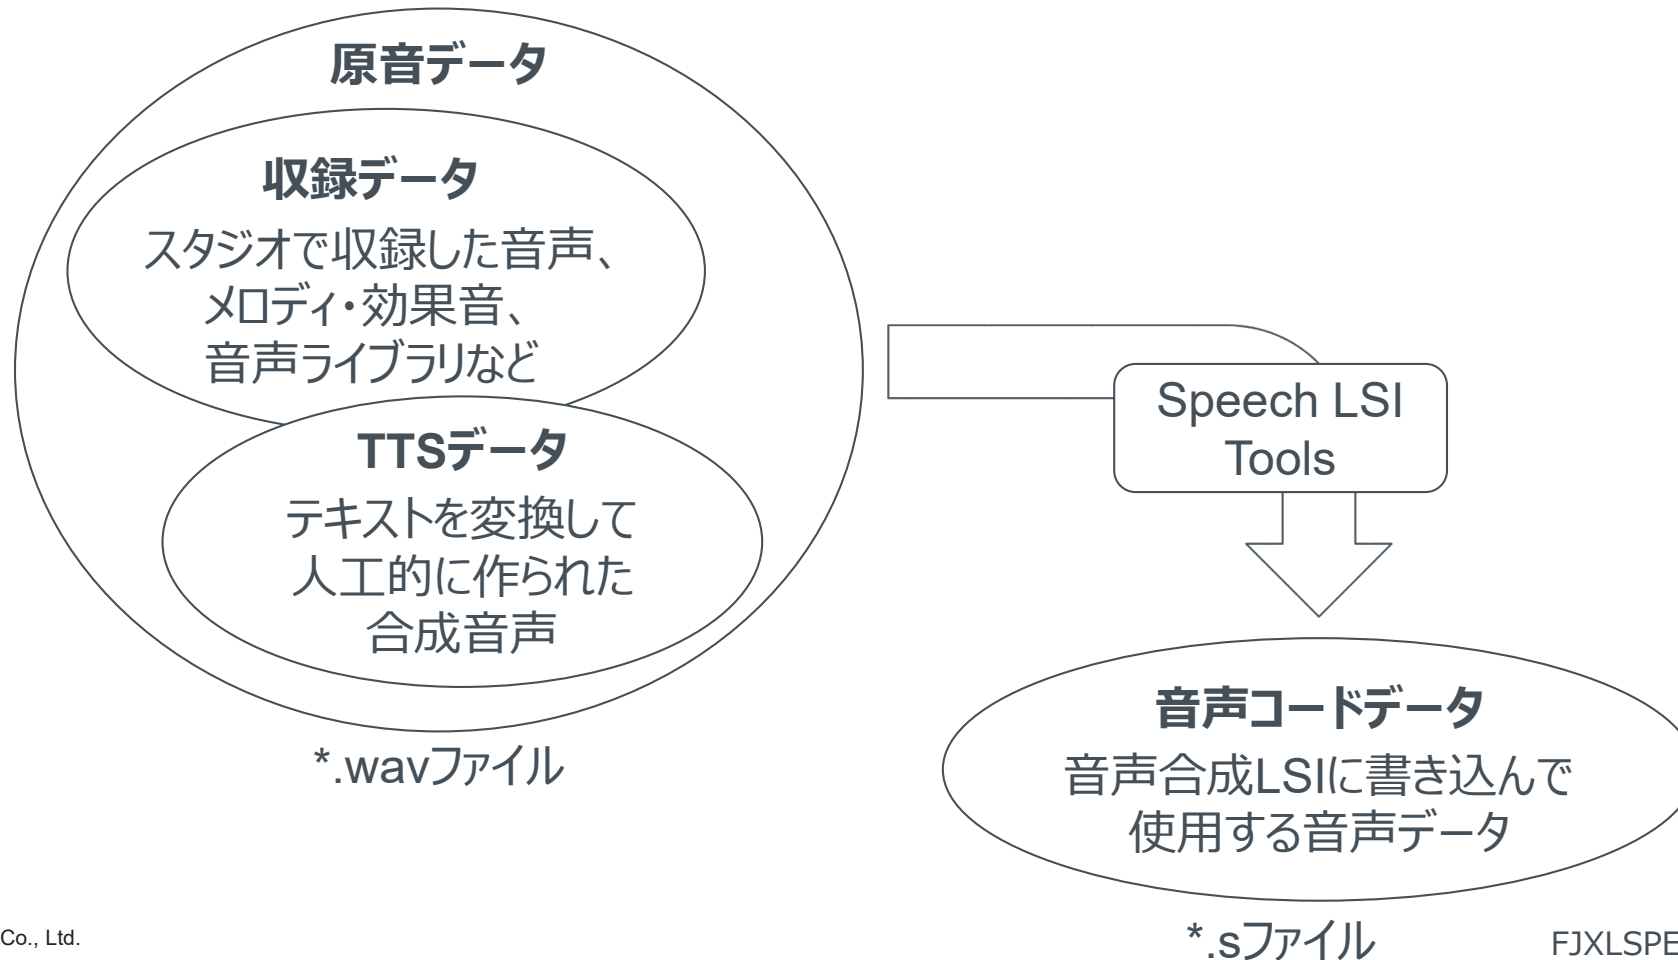 原音データ
収録データ
スタジオで収録した音声、
メロディ・効果音、
音声ライブラリなど
TTSデータ
テキストを変換して
人工的に作られた
合成音声
*.wavファイル
Speech LSI
Tools
音声コードデータ
音声合成LSIに書き込んで
使用する音声データ
*.sファイル
Co., Ltd.
FJXLSPE